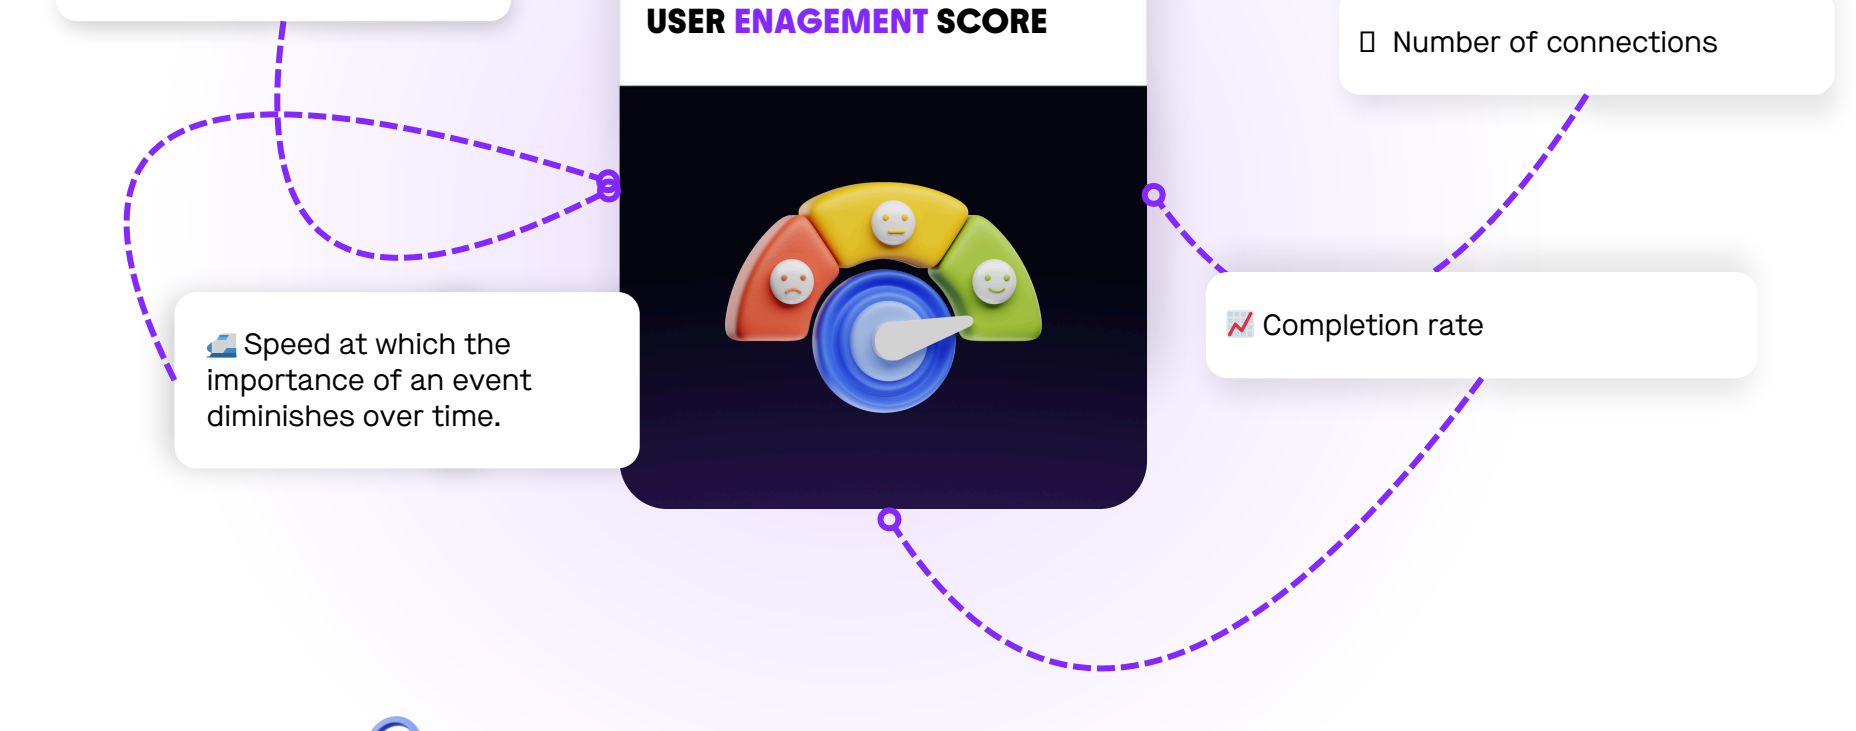 USER ENAGEMENT SCORE
Number of connections
Speed at which the
importance of an event
diminishes over time.
Completion rate